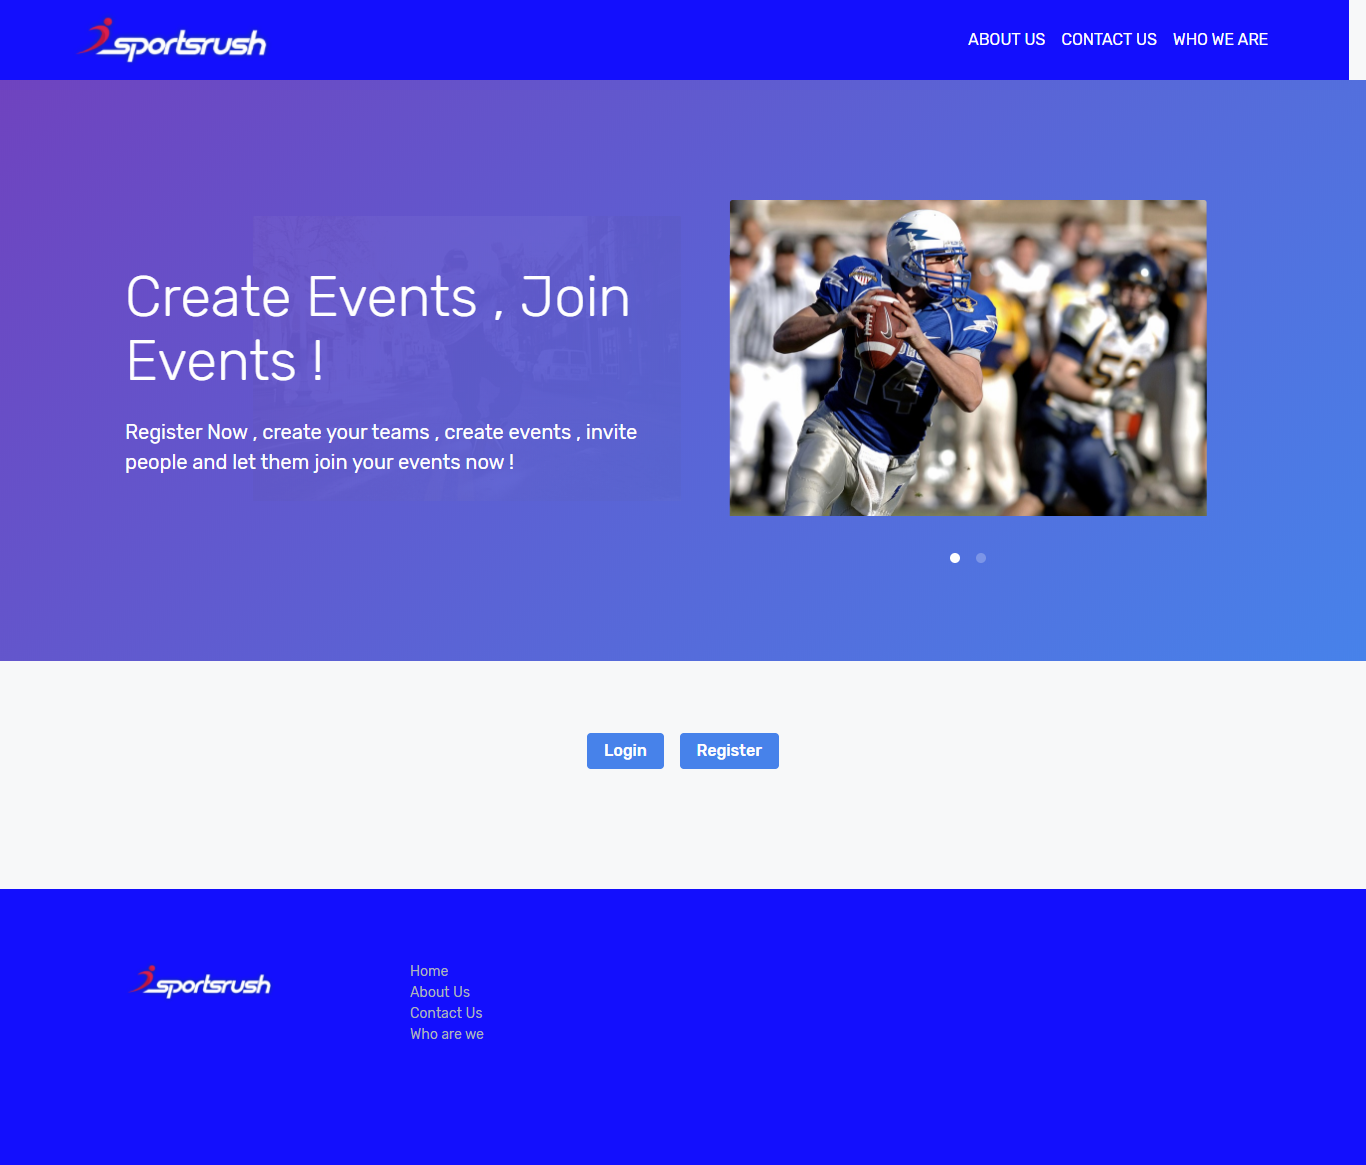 sportsrush
ABOUT US CONTACT US WHO WE ARE
Create Events , Join
Events !
Register Now , create your teams , create events , invite
people and let them join your events now !
14
Login Register
sportsrush
Home
About Us
Contact Us
Who are we